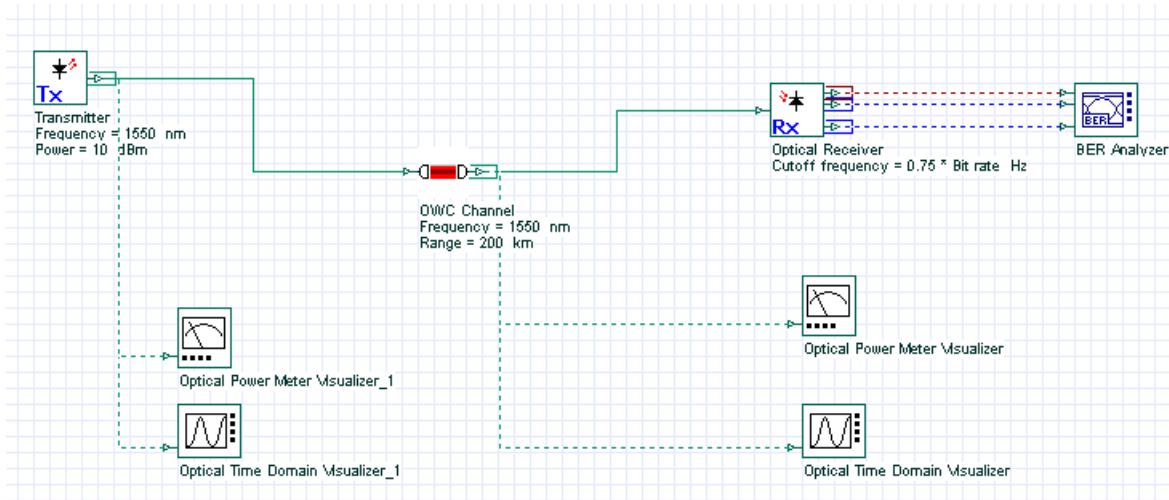 Tx
Transmitter
Frequency = 1550 nm
Power = 10 dBm
OWC Channel
Frequency = 1550 nm
Range = 200 km
Rx
Optical Receiver
Cutoff frequency = 0.75 * Bit rate Hz
BER
BER Analyzer
Optical Power Meter Visualizer_1
Optical Time Domain Visualizer_1
Optical Power Meter Visualizer
Optical Time Domain Visualizer